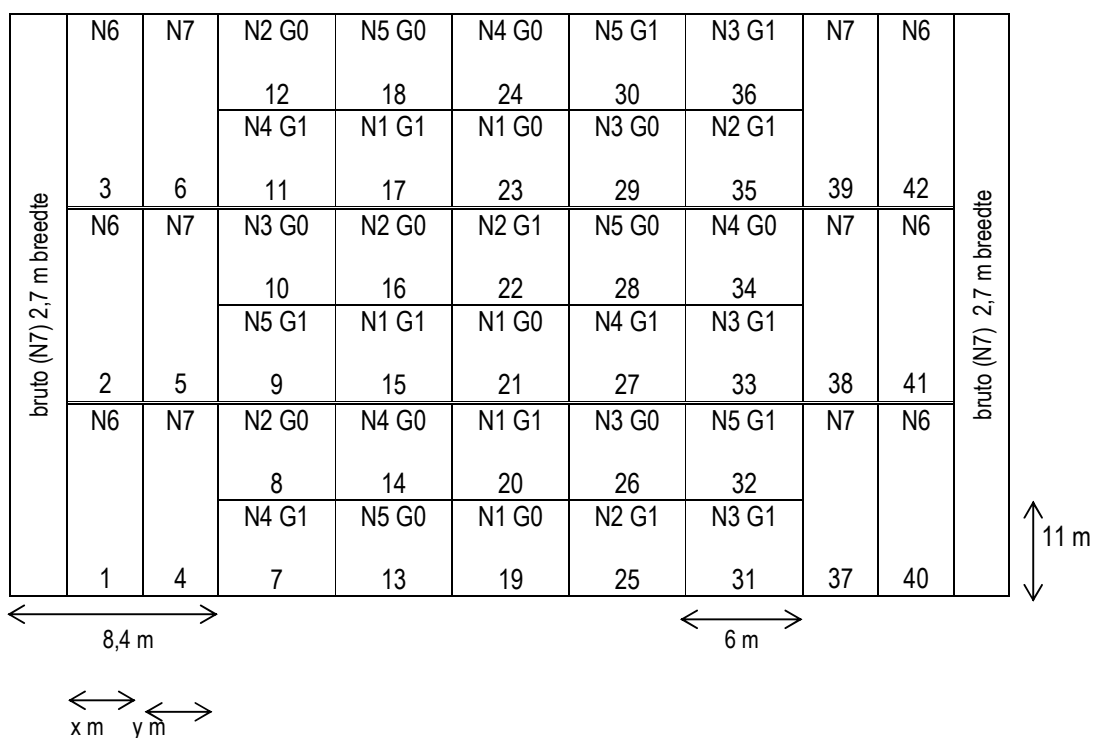 N6 N7 N2 G0 N5 G0 N4 G0 N5 G1 N3 G1 N7 N6
12 18 24 30 36
N4 G1 N1 G1 N1 G0 N3 G0 N2 G1
3 6 11 17 23 29 35 39 42
N6 N7 N3 G0 N2 G0 N2 G1 N5 G0 N4 G0 N7 N6
10 16 22 28 34
N5 G1 N1 G1 N1 G0 N4 G1 N3 G1
2 5 9 15 21 27 33 38 41
N6 N7 N2 G0 N4 G0 N1 G1 N3 G0 N5 G1 N7 N6
8 14 20 26 32
N4 G1 N5 G0 N1 G0 N2 G1 N3 G1
1 4 7 13 19 25 31 37 40
bruto (N7) 2,7 m breedte
bruto (N7) 2,7 m breedte
11 m
8,4 m 6 m
x m y m